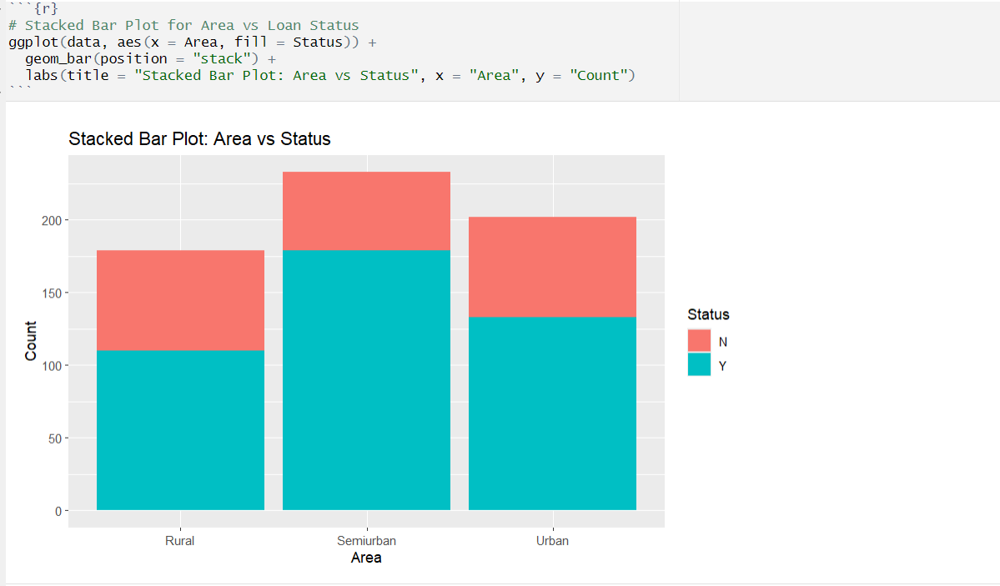 ```{r}
# Stacked Bar Plot for Area vs Loan Status
ggplot(data, aes(x = Area, fill = Status)) +
  geom_bar(position = "stack") +
  labs(title = "Stacked Bar Plot: Area vs Status", x = "Area", y = "Count")
```
Stacked Bar Plot: Area vs Status
Count
200
150
100
50
0
Rural Semiurban Urban
Area
Status
N
Y